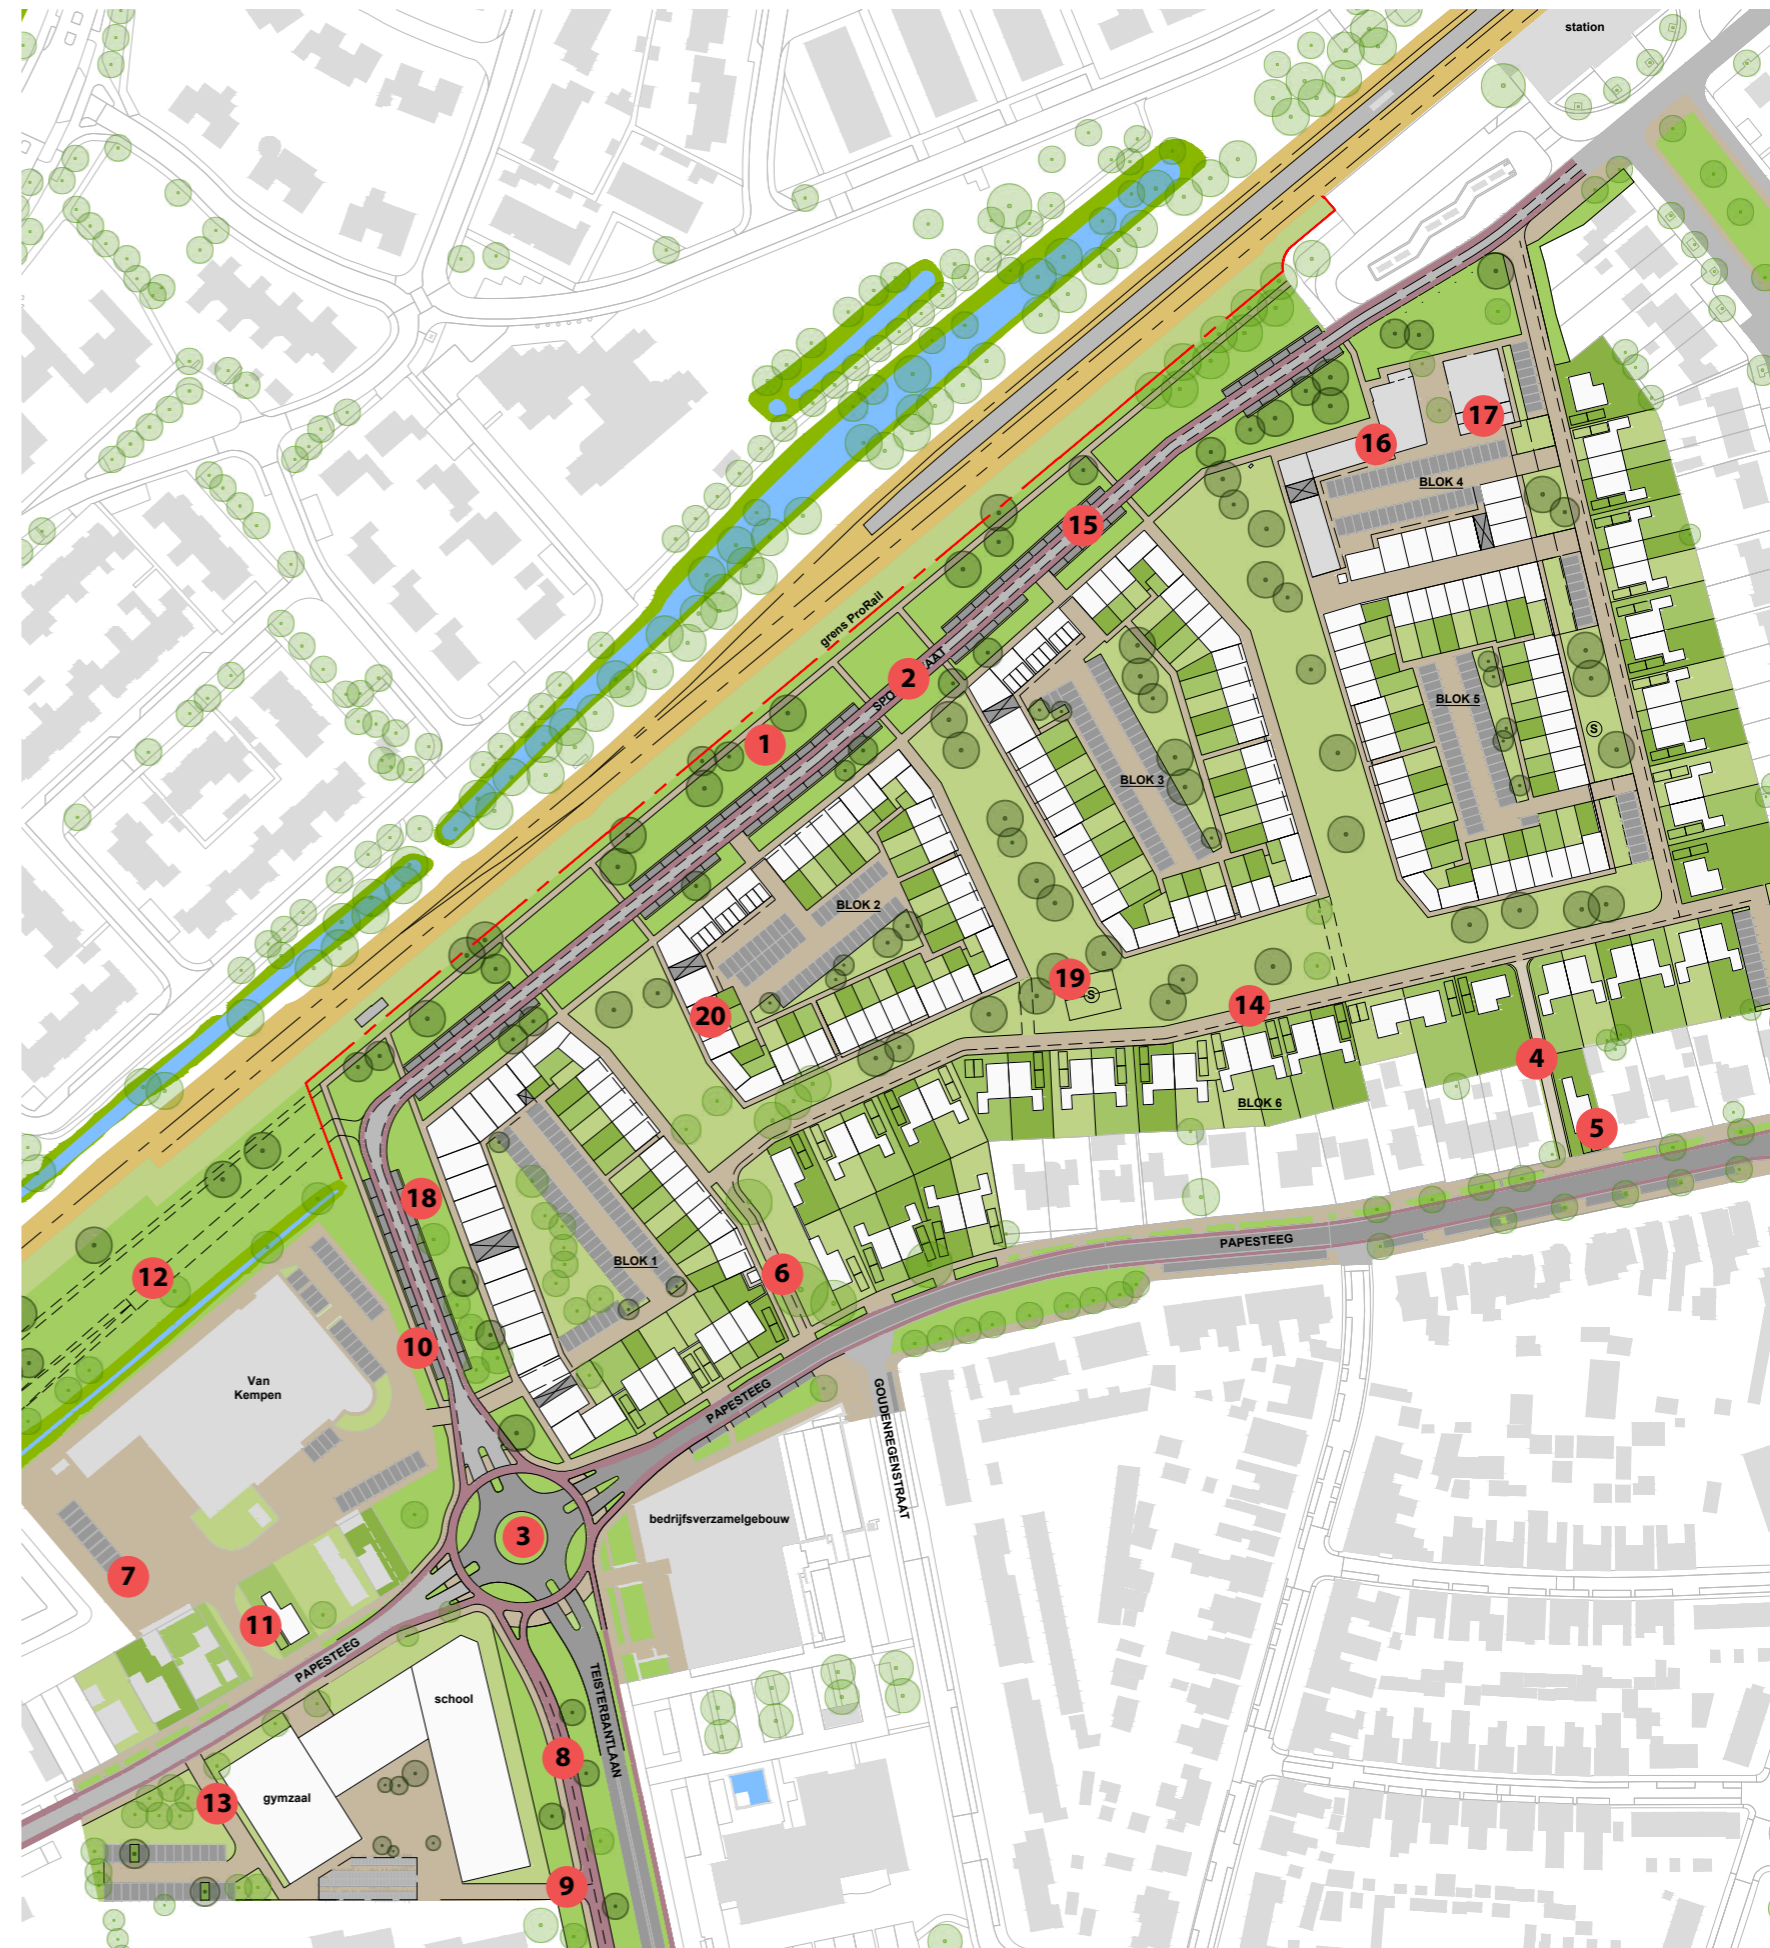 station
17
16
BLOK 4
15
grens ProRail
2
SPO
AAT
BLOK 5
S
1
BLOK 3
BLOK 2
19
S
14
20
4
BLOK 6
5
18
PAPESTEEG
BLOK 1
6
12
10
Van
Kempen
PAPESTEEG
GOUDENREGENSTRAAT
bedrijfsverzamelgebouw
3
7
11
PAPESTEEG
school
TEISTERBANTLAAN
8
gymzaal
13
9